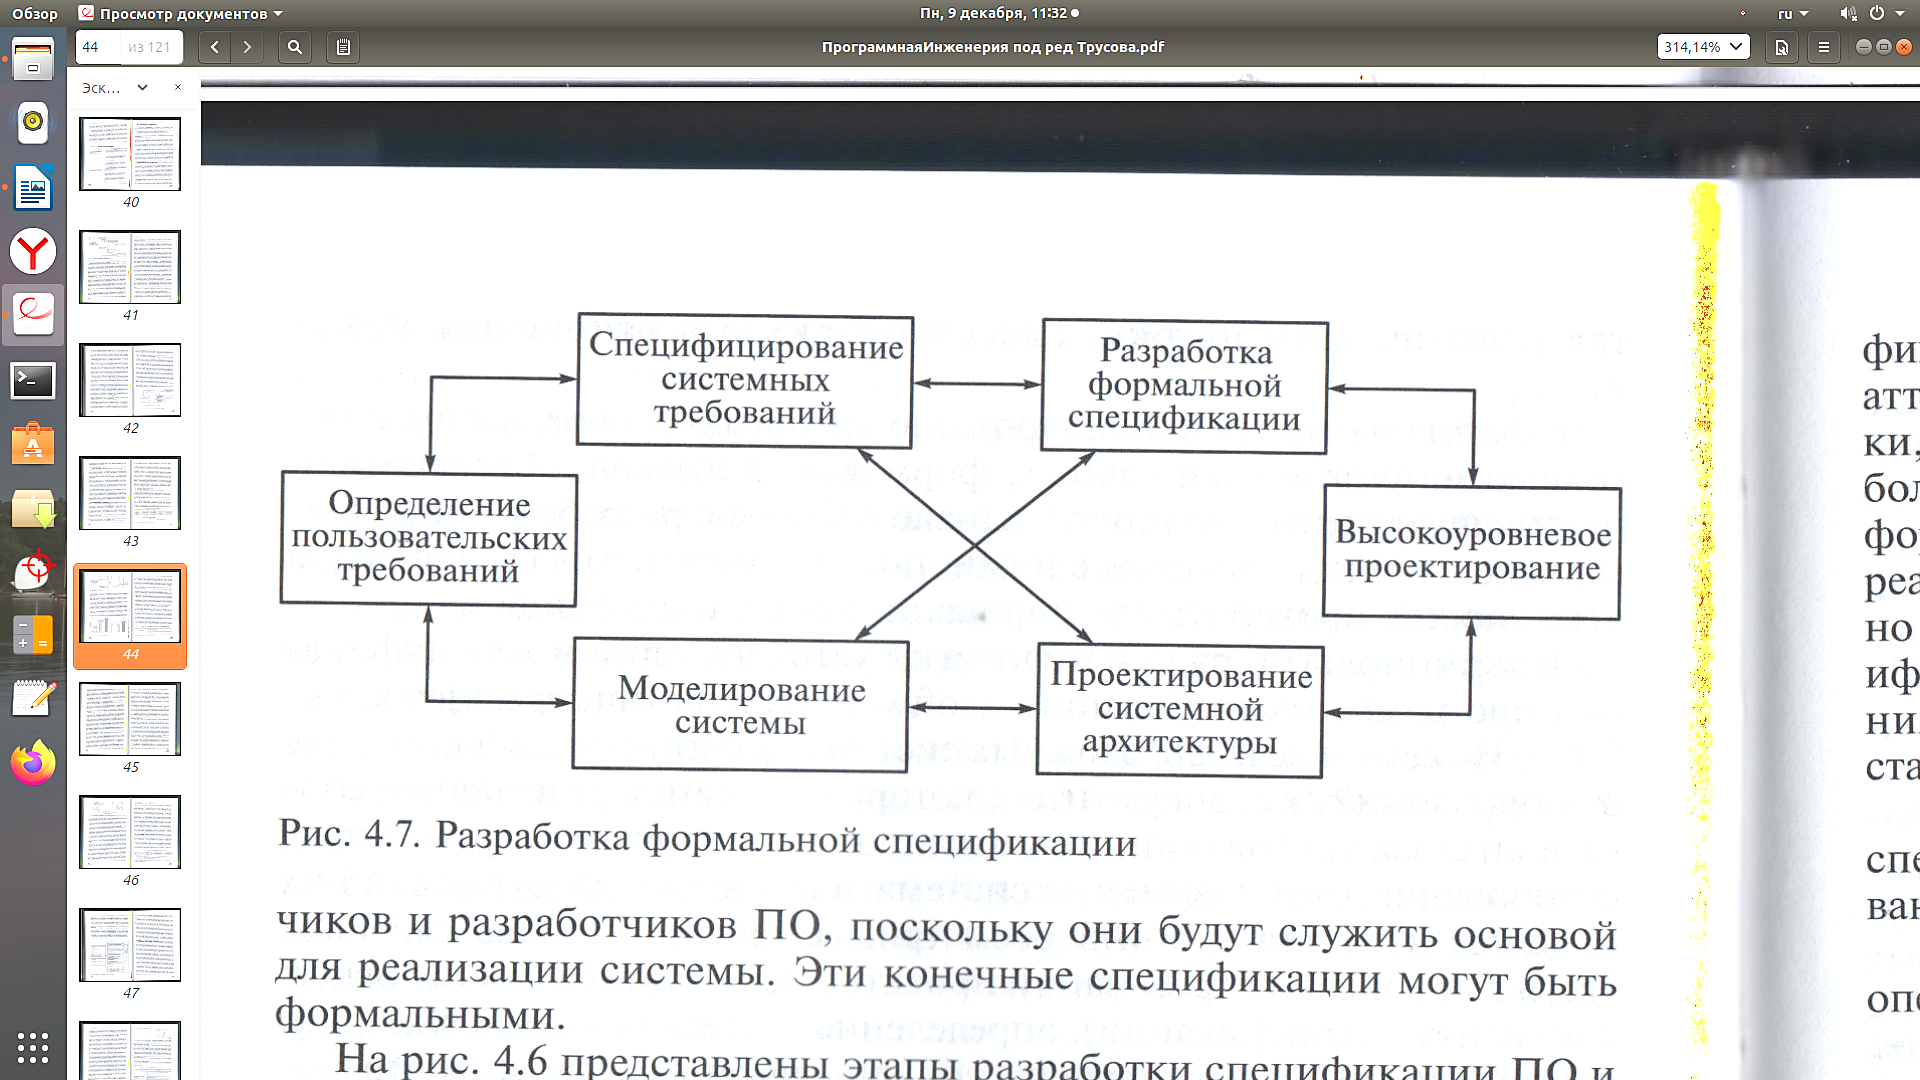 Обзор
Просмотр документов
Пн, 9 декабря, 11:32
ru
44
из 121
ПрограммнаяИнженерия под ред Трусова.pdf
314,14%
Эск...
40
41
42
43
44
45
46
47
Специфицирование
системных
требований
Разработка
формальной
спецификации
Определение
пользовательских
требований
Высокоуровневое
проектирование
Моделирование
системы
Проектирование
системной
архитектуры
Рис. 4.7. Разработка формальной спецификации
чиков и разработчиков ПО, поскольку они будут служить основой
для реализации системы. Эти конечные спецификации могут быть
формальными.
На рис. 4.6 представлены этапы разработки спецификации ПО и
атт
ки,
бол
фор
реа
но
иф
ни
ста
спе
ван
опе